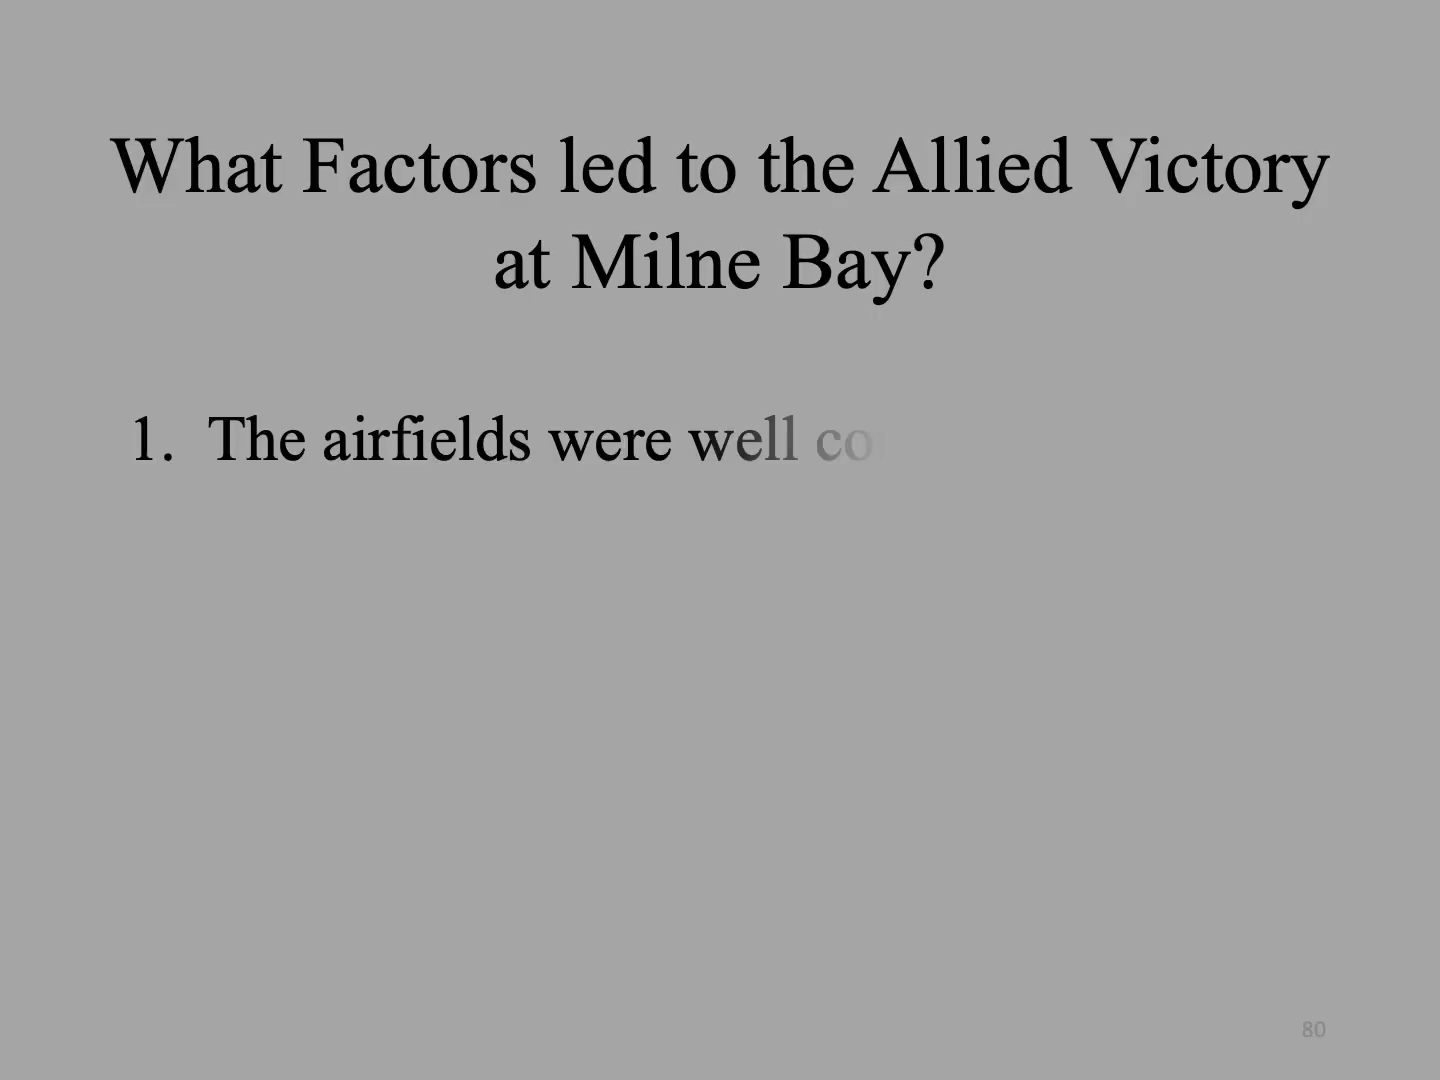 What Factors led to the Allied Victory
at Milne Bay?
1. The airfields were well
80